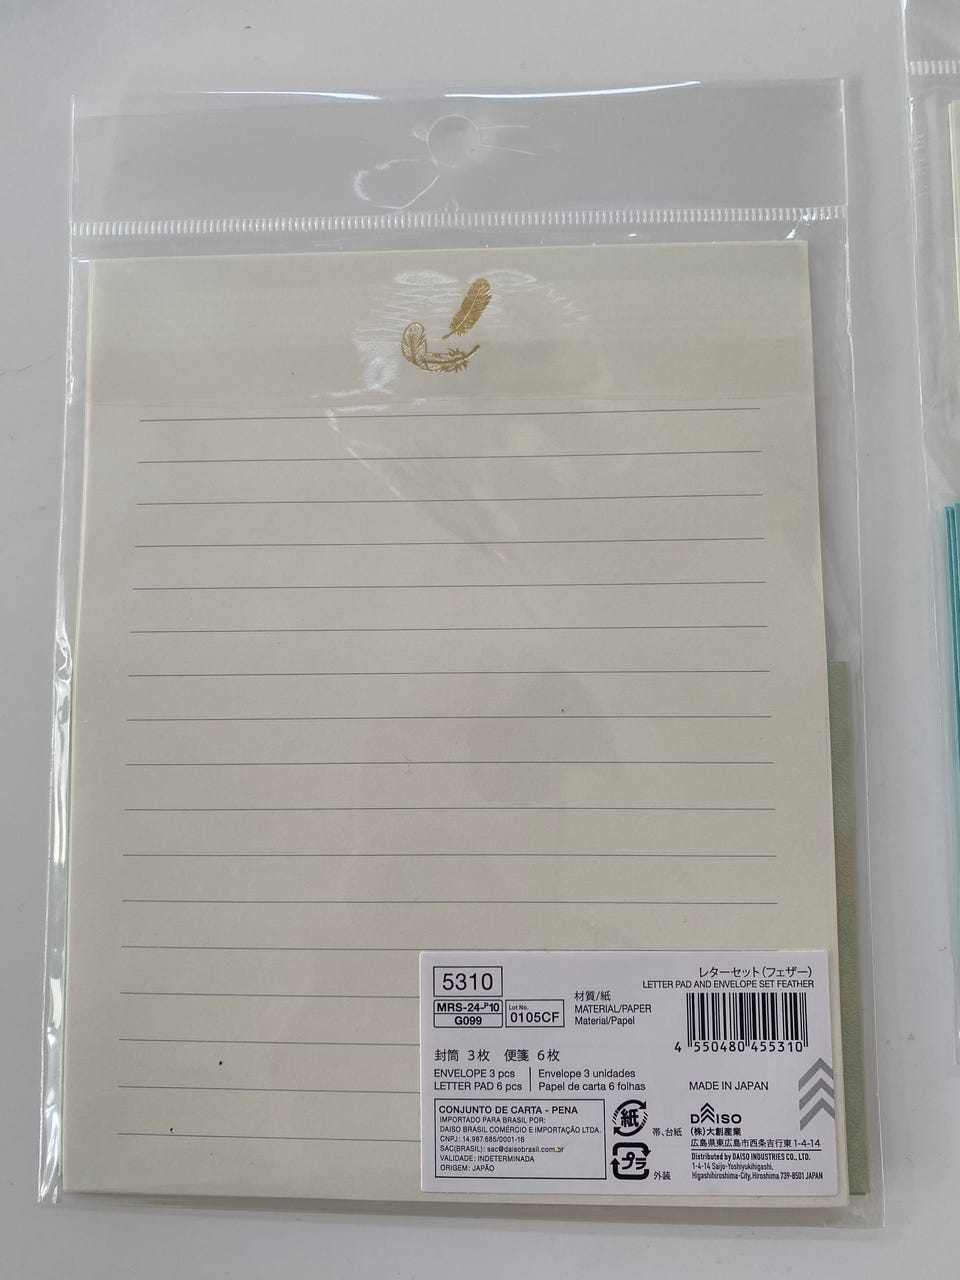 5310
MRS-24-P10
G099
Lot No.
0105CF
材質/紙
MATERIAL/PAPER
Material/Papel
レターセット(フェザー)
LETTER PAD AND ENVELOPE SET FEATHER
4 550480 455310
封筒 3枚 便箋 6枚
ENVELOPE 3 pcs
LETTER PAD 6 pcs
Envelope 3 unidades
Papel de carta 6 folhas
MADE IN JAPAN
CONJUNTO DE CARTA - PENA
IMPORTADO PARA BRASIL POR:
DAISO BRASIL COMÉRCIO E IMPORTAÇÃO LTDA.
CNPJ: 14.987.685/0001-16
SAC(BRASIL): sac@daisobrasil.com.br
VALIDADE: INDETERMINADA
ORIGEM: JAPÃO
紙
帯、台紙
プラ
外装
DAISO
(株)大創産業
広島県東広島市西条吉行東1-4-14
Distributed by DAISO INDUSTRIES CO., LTD.
1-4-14 Saijo-Yoshiyukihigashi,
Higashihiroshima-City, Hiroshima 739-8501 JAPAN